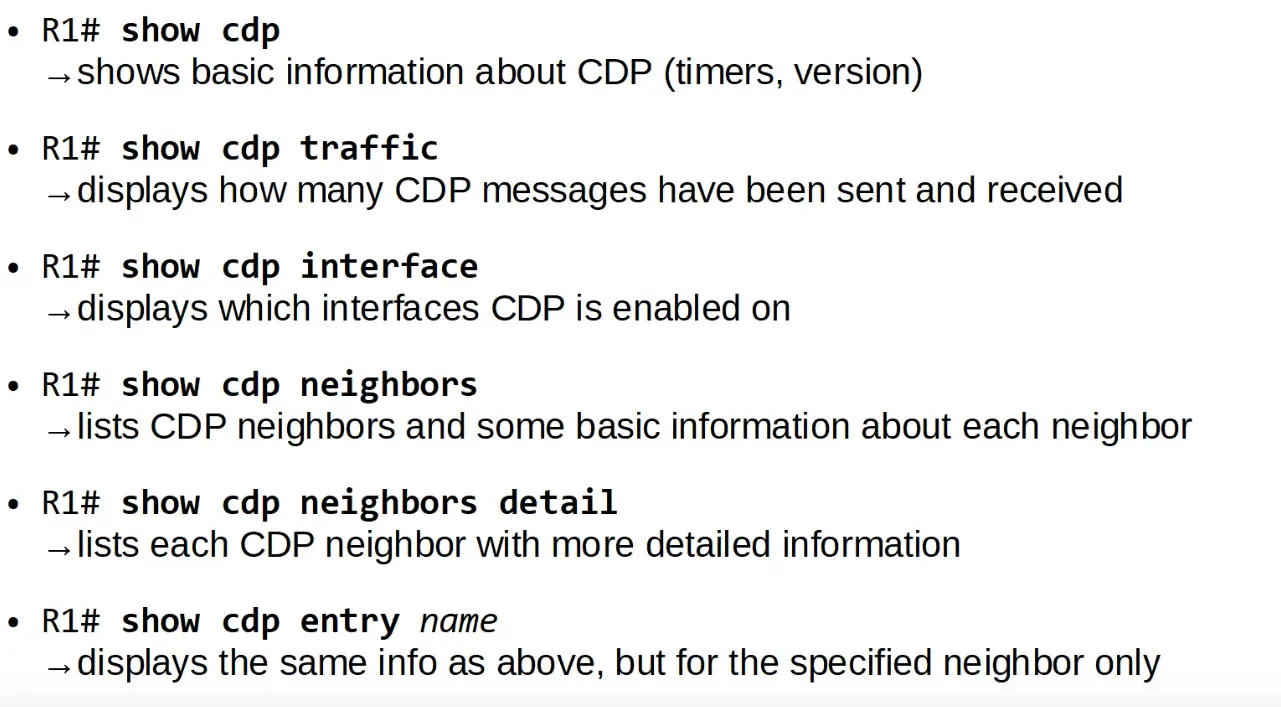 • R1# show cdp
→shows basic information about CDP (timers, version)
• R1# show cdp traffic
→displays how many CDP messages have been sent and received
• R1# show cdp interface
→displays which interfaces CDP is enabled on
• R1# show cdp neighbors
→lists CDP neighbors and some basic information about each neighbor
• R1# show cdp neighbors detail
→lists each CDP neighbor with more detailed information
• R1# show cdp entry name
→displays the same info as above, but for the specified neighbor only